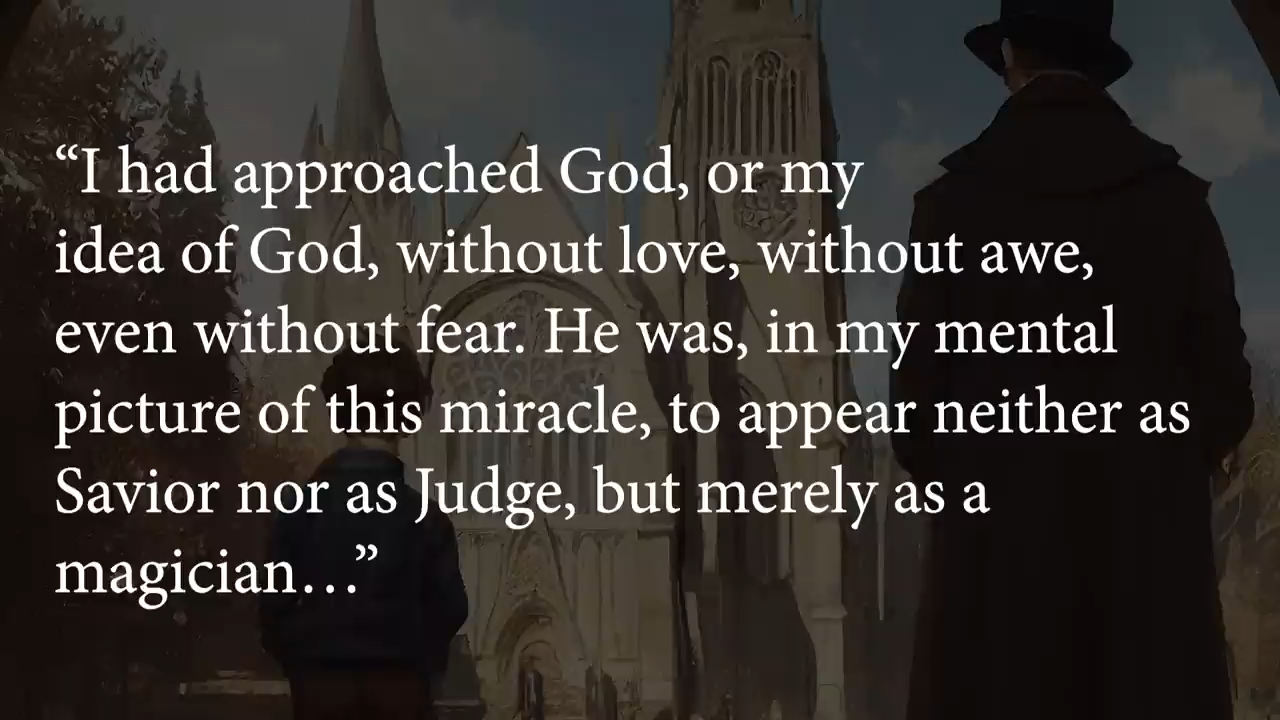 “I had approached God, or my
idea of God, without love, without awe,
even without fear. He was, in my mental
picture of this miracle, to appear neither as
Savior nor as Judge, but merely as a
magician…”